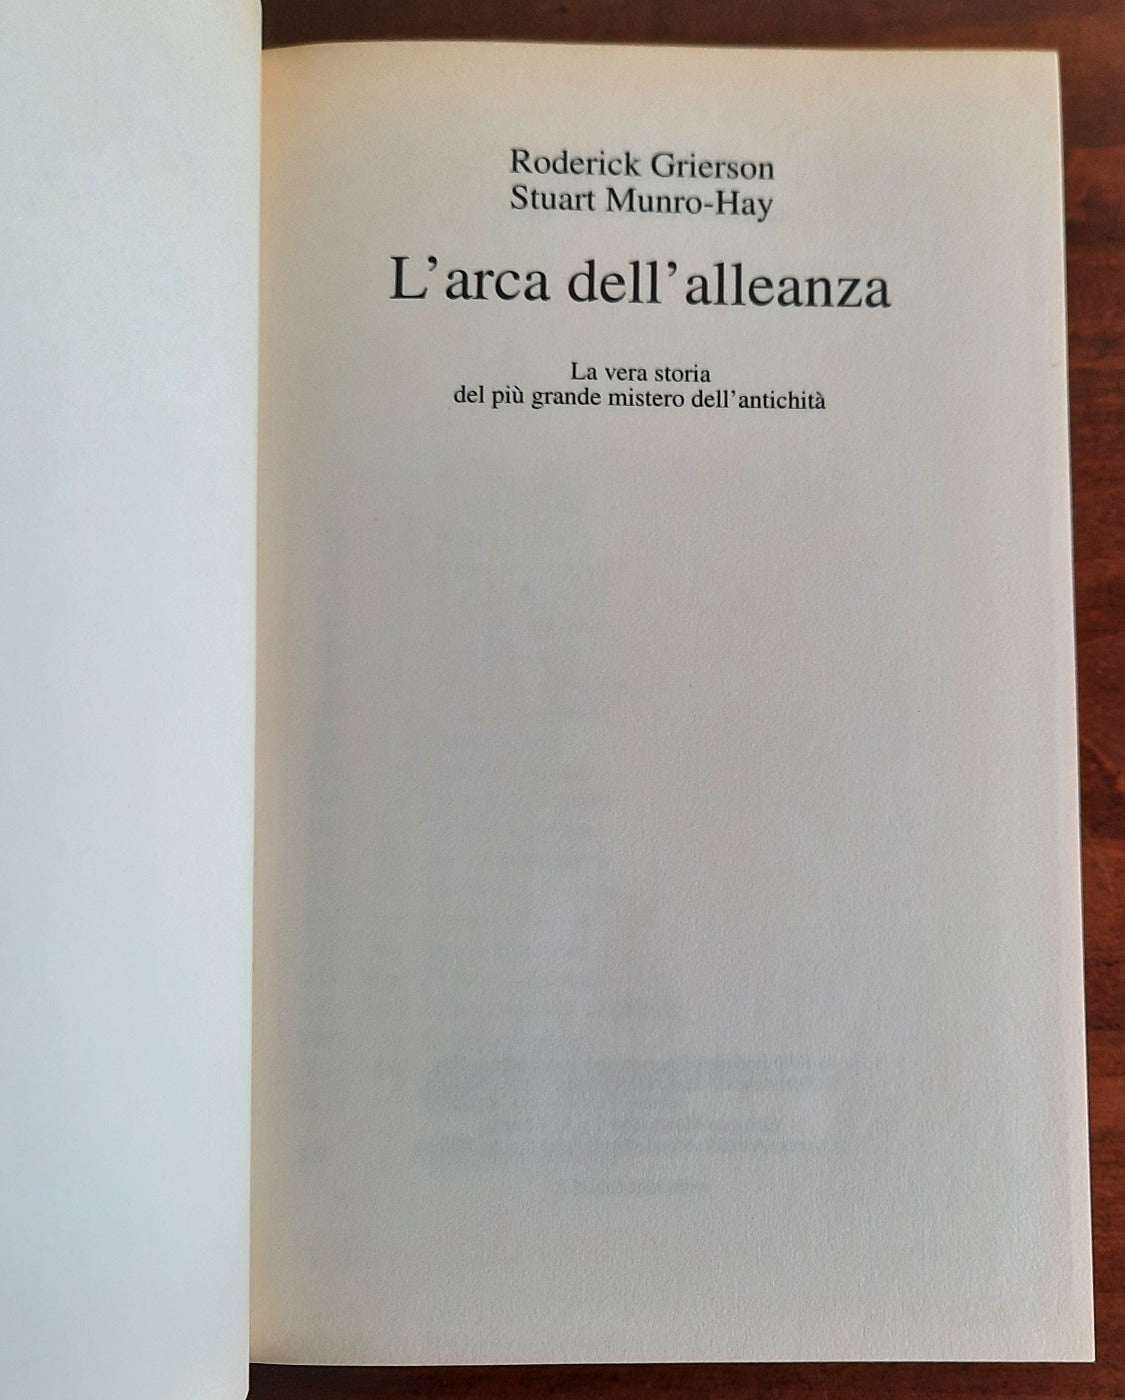 Roderick Grierson
Stuart Munro-Hay
L’arca dell’alleanza
La vera storia
del più grande mistero dell’antichità